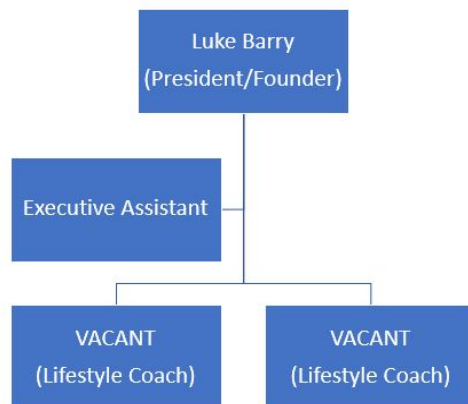 Luke Barry
(President/Founder)
Executive Assistant
VACANT
(Lifestyle Coach)
VACANT
(Lifestyle Coach)